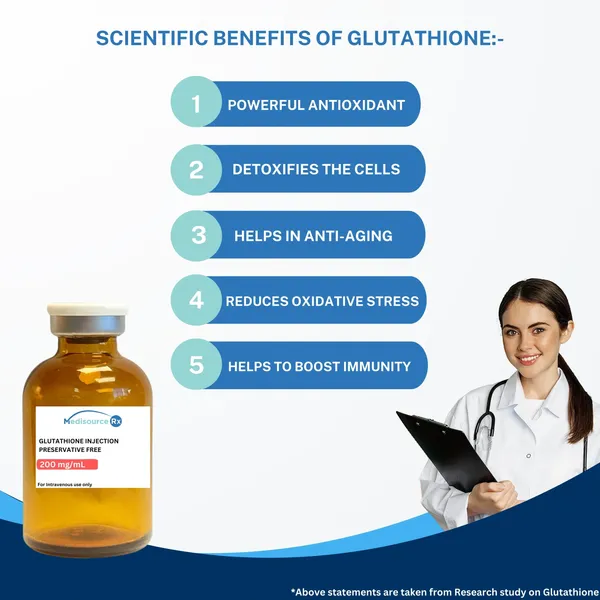 SCIENTIFIC BENEFITS OF GLUTATHIONE:-
1 POWERFUL ANTIOXIDANT
2 DETOXIFIES THE CELLS
3 HELPS IN ANTI-AGING
4 REDUCES OXIDATIVE STRESS
5 HELPS TO BOOST IMMUNITY
Medisource Rx
GLUTATHIONE INJECTION
PRESERVATIVE FREE
200 mg/mL
For intravenous use only
*Above statements are taken from Research study on Glutathione